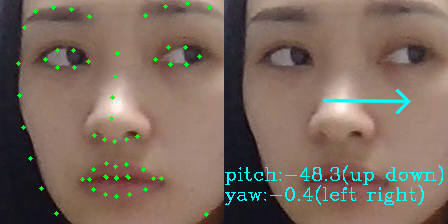 pitch:-48.3(up down)
yaw:-0.4(left right)